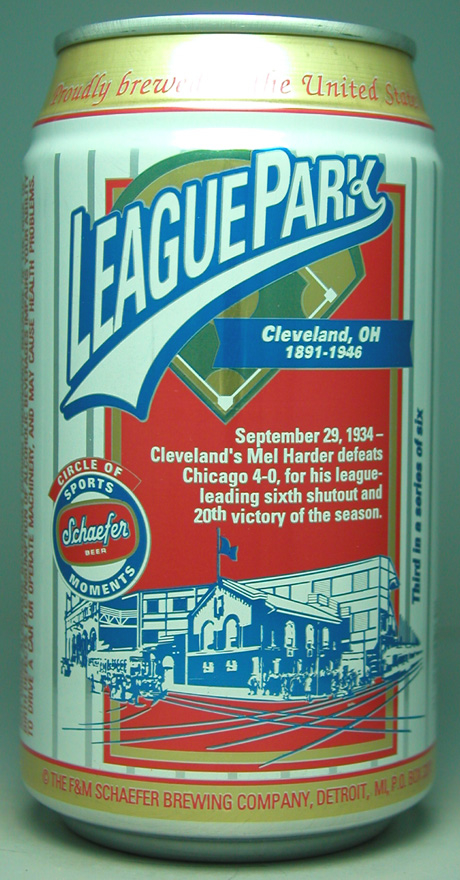 Proudly brewed the United States
LEAGUE PARK
Cleveland, OH
1891-1946
September 29, 1934 –
Cleveland's Mel Harder defeats
Chicago 4-0, for his league-
leading sixth shutout and
20th victory of the season.
CIRCLE OF
SPORTS
Schaefer
BEER
MOMENTS
Third in a series of six
TO DRIVE A CAR OR OPERATE MACHINERY, AND MAY CAUSE HEALTH PROBLEMS.
© THE F&M SCHAEFER BREWING COMPANY, DETROIT, MI, P.O. BOX